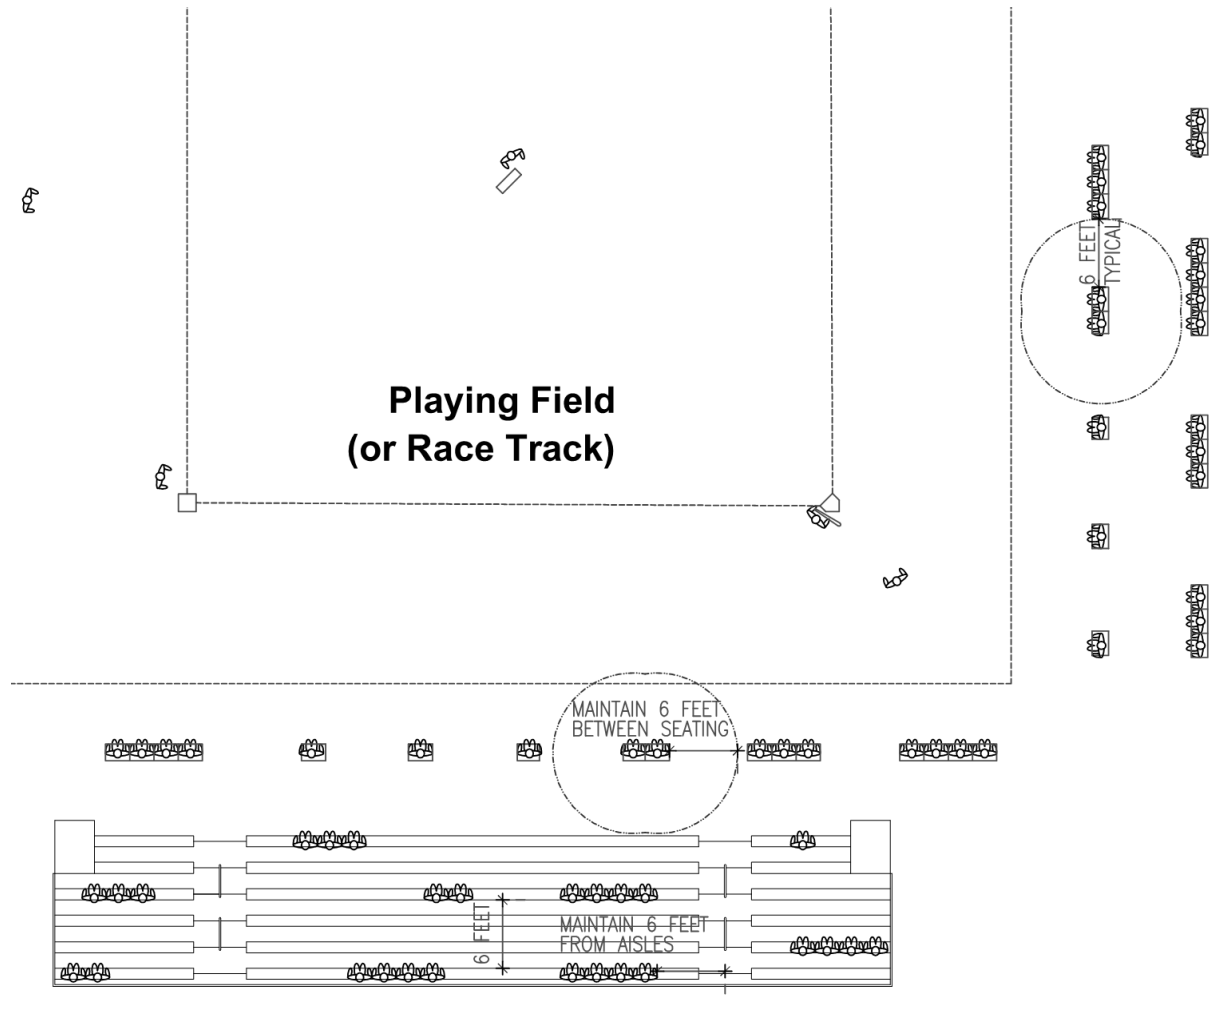 6 FEET
TYPICAL
Playing Field
(or Race Track)
MAINTAIN 6 FEET
BETWEEN SEATING
6 FEET
MAINTAIN 6 FEET
FROM AISLES